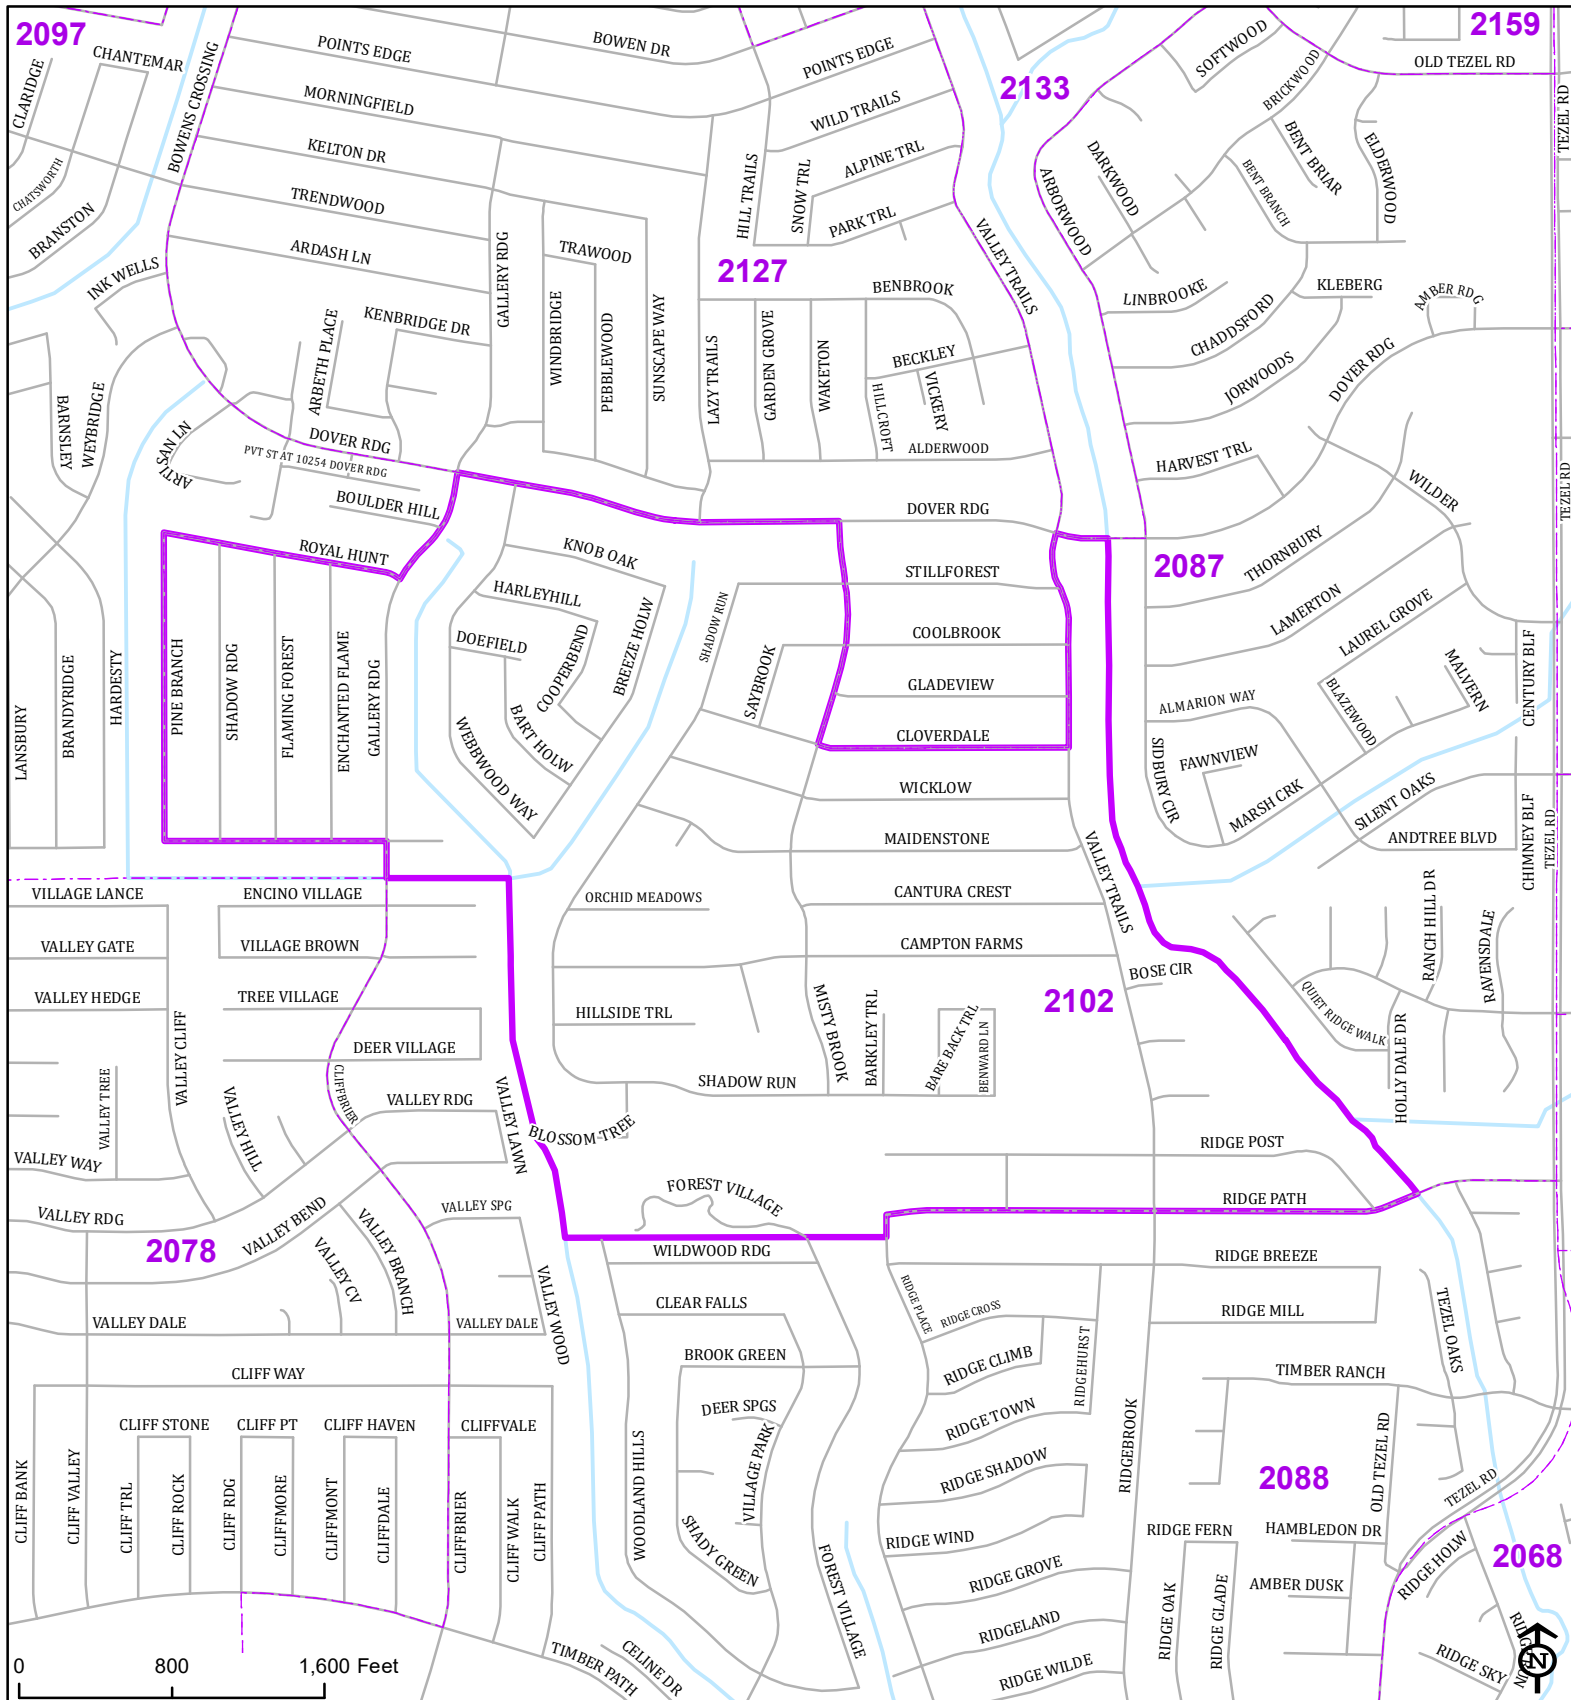 2097
CHANTEMAR
CLARIDGE
CHATSWORTH
BRANSTON
BOWENS CROSSING
INK WELLS
POINTS EDGE
BOWEN DR
POINTS EDGE
MORNINGFIELD
WILD TRAILS
KELTON DR
ALPINE TRL
TRENDWOOD
HILL TRAILS
SNOW TRL
PARK TRL
ARDASH LN
GALLERY RDG
TRAWOOD
2127
VALLEY TRAILS
2133
SOFTWOOD
BRICKWOOD
2159
OLD TEZEL RD
TEZEL RD
DARKWOOD
ARBORWOOD
BENT BRIAR
BENT BRANCH
ELDERWOOD
LINBROOKE
CHADDSFORD
KLEBERG
AMBER RDG
JORWOODS
DOVER RDG
HARVEST TRL
WILDER
TEZEL RD
BENBROOK
BECKLEY
VICKERY
HILLCROFT
ALDERWOOD
WAKETON
GARDEN GROVE
LAZY TRAILS
SUNSCAPE WAY
PEBBLEWOOD
WINDBRIDGE
KENBRIDGE DR
ARBETH PLACE
DOVER RDG
PVT ST AT 10254 DOVER RDG
BOULDER HILL
ARTISAN LN
BARNSLEY
WEYBRIDGE
ROYAL HUNT
DOVER RDG
KNOB OAK
HARLEYHILL
DOEFIELD
COOPERBEND
BREEZE HOLW
BART HOLW
WEBBWOOD WAY
SHADOW RUN
SAYBROOK
STILLFOREST
COOLBROOK
GLADEVIEW
CLOVERDALE
WICKLOW
MAIDENSTONE
CANTURA CREST
CAMPTON FARMS
2087
THORNBURY
LAMERTON
LAUREL GROVE
MALVERN
BLAZEWOOD
CENTURY BLF
ALMARION WAY
FAWNVIEW
SIDBURY CIR
MARSH CRK
SILENT OAKS
ANDTREE BLVD
CHIMNEY BLF
TEZEL RD
LANSBURY
BRANDYRIDGE
HARDESTY
PINE BRANCH
SHADOW RDG
FLAMING FOREST
ENCHANTED FLAME
GALLERY RDG
VALLEY TRAILS
ORCHID MEADOWS
HILLSIDE TRL
SHADOW RUN
MISTY BROOK
BARKLEY TRL
BARE BACK TRL
BENWARD LN
2102
BOSE CIR
QUIET RIDGE WALK
HOLLY DALE DR
RANCH HILL DR
RAVENSDALE
VILLAGE LANCE
ENCINO VILLAGE
VALLEY GATE
VILLAGE BROWN
VALLEY HEDGE
TREE VILLAGE
DEER VILLAGE
VALLEY CLIFF
VALLEY TREE
CLIFFBRIER
VALLEY RDG
VALLEY HILL
VALLEY LAWN
BLOSSOM TREE
VALLEY WAY
VALLEY RDG
2078
VALLEY BEND
VALLEY BRANCH
VALLEY CV
VALLEY SPG
VALLEY DALE
VALLEY DALE
VALLEY WOOD
FOREST VILLAGE
RIDGE POST
RIDGE PATH
WILDWOOD RDG
RIDGE BREEZE
CLEAR FALLS
RIDGE PLACE
RIDGE CROSS
RIDGE MILL
BROOK GREEN
RIDGE CLIMB
RIDGEHURST
TEZEL OAKS
TIMBER RANCH
CLIFF WAY
DEER SPGS
RIDGE TOWN
VILLAGE PARK
RIDGE SHADOW
RIDGEBROOK
2088
OLD TEZEL RD
TEZEL RD
CLIFF STONE
CLIFF PT
CLIFF HAVEN
CLIFFVALE
CLIFF BANK
CLIFF VALLEY
CLIFF TRL
CLIFF ROCK
CLIFF RDG
CLIFFMORE
CLIFFMONT
CLIFFDALE
CLIFFBRIER
CLIFF WALK
CLIFF PATH
WOODLAND HILLS
SHADY GREEN
FOREST VILLAGE
RIDGE WIND
RIDGE GROVE
RIDGELAND
RIDGE WILDE
RIDGE FERN
HAMBLEDON DR
AMBER DUSK
RIDGE OAK
RIDGE GLADE
RIDGE HOLW
2068
RIDGE SKY
TIMBER PATH
CELINE DR
N
0 800 1,600 Feet